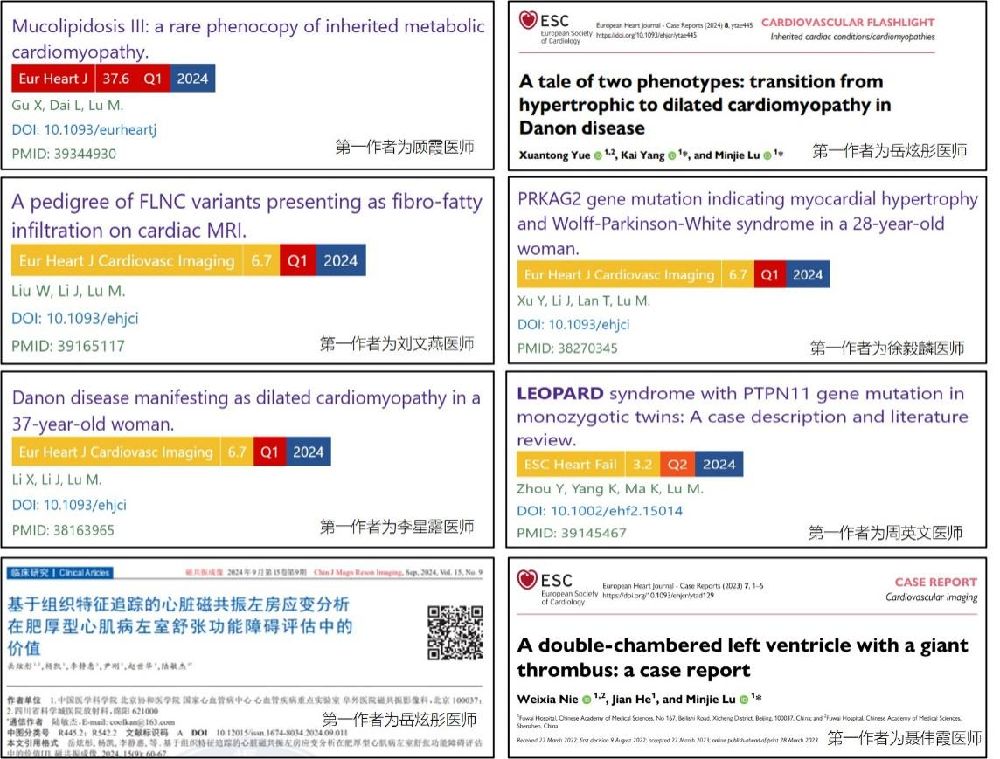 Mucolipidosis III: a rare phenocopy of inherited metabolic
cardiomyopathy.
Eur Heart J 37.6 Q1 2024
Gu X, Dai L, Lu M.
DOI: 10.1093/eurheartj
PMID: 39344930
第一作者为顾霞医师
ESC
European Society
of Cardiology
European Heart Journal - Case Reports (2024) 8, ytae445
https://doi.org/10.1093/ehjcr/ytae445
CARDIOVASCULAR FLASHLIGHT
Inherited cardiac conditions/cardiomyopathies
A tale of two phenotypes: transition from
hypertrophic to dilated cardiomyopathy in
Danon disease
Xuantong Yue 1,2, Kai Yang 1*, and Minjie Lu 1*
第一作者为岳炫彤医师
A pedigree of FLNC variants presenting as fibro-fatty
infiltration on cardiac MRI.
Eur Heart J Cardiovasc Imaging 6.7 Q1 2024
Liu W, Li J, Lu M.
DOI: 10.1093/ehjci
PMID: 39165117
第一作者为刘文燕医师
PRKAG2 gene mutation indicating myocardial hypertrophy
and Wolff-Parkinson-White syndrome in a 28-year-old
woman.
Eur Heart J Cardiovasc Imaging 6.7 Q1 2024
Xu Y, Li J, Lan T, Lu M.
DOI: 10.1093/ehjci
PMID: 38270345
第一作者为徐毅麟医师
Danon disease manifesting as dilated cardiomyopathy in a
37-year-old woman.
Eur Heart J Cardiovasc Imaging 6.7 Q1 2024
Li X, Li J, Lu M.
DOI: 10.1093/ehjci
PMID: 38163965
第一作者为李星露医师
LEOPARD syndrome with PTPN11 gene mutation in
monozygotic twins: A case description and literature
review.
ESC Heart Fail 3.2 Q2 2024
Zhou Y, Yang K, Ma K, Lu M.
DOI: 10.1002/ehf2.15014
PMID: 39145467
第一作者为周英文医师
临床研究 | Clinical Articles
磁共振成像 2024年9月第15卷第9期 Chin J Magn Reson Imaging, Sep, 2024, Vol. 15, No. 9
基于组织特征追踪的心脏磁共振左房应变分析
在肥厚型心肌病左室舒张功能障碍评估中的
价值
岳炫彤1,2, 杨凯1, 李静惠1, 尹刚1, 赵世华1, 陆敏杰1*
作者单位 1.中国医学科学院 北京协和医学院 国家心血管病中心 心血管疾病重点实验室 阜外医院磁共振影像科, 北京 100037;
2.四川省科学城医院放射科, 绵阳 621000
*通信作者 陆敏杰, E-mail: coolkan@163.com
中图分类号 R445.2; R542.2 文献标识码 A DOI 10.12015/issn.1674-8034.2024.09.011
本文引用格式 岳炫彤, 杨凯, 李静惠, 等. 基于组织特征追踪的心脏磁共振左房应变分析在肥厚型心肌病左室舒张功能障碍评估
中的价值[J]. 磁共振成像, 2024, 15(9): 60-67.
第一作者为岳炫彤医师
ESC
European Society
of Cardiology
European Heart Journal - Case Reports (2023) 7, 1–5
https://doi.org/10.1093/ehjcr/ytad129
CASE REPORT
Cardiovascular imaging
A double-chambered left ventricle with a giant
thrombus: a case report
Weixia Nie 1,2, Jian He1, and Minjie Lu 1*
1Fuwai Hospital, Chinese Academy of Medical Sciences, No 167, Beilishi Road, Xicheng District, Beijing, 100037, China; and 2Fuwai Hospital, Chinese Academy of Medical Sciences,
Shenzhen, China
Received 27 March 2022; first decision 9 August 2022; accepted 22 March 2023; online publish-ahead-of-print 28 March 2023
第一作者为聂伟霞医师